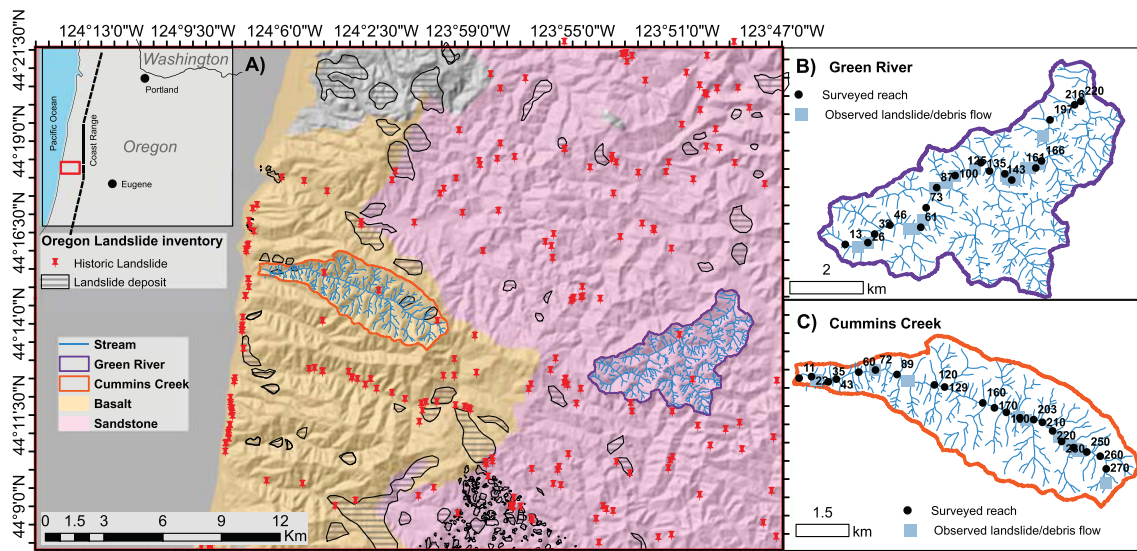 124°13'0"W 124°9'30"W 124°6'0"W 124°2'30"W 123°59'0"W 123°55'0"W 123°51'0"W 123°47'0"W
44°21'30"N
44°19'0"N
44°16'30"N
44°14'0"N
44°11'30"N
44°9'0"N
A)
Washington
Portland
Pacific Ocean
Coast Range
Oregon
Eugene
Oregon Landslide inventory
Historic Landslide
Landslide deposit
Stream
Green River
Cummins Creek
Basalt
Sandstone
0 1.5 3 6 9 12
Km
B) Green River
Surveyed reach
Observed landslide/debris flow
216 220
197
166
161
125
135
143
100
87
73
61
46
39
26
13
2
km
C) Cummins Creek
11
22
35
43
60
72
89
120
129
160
170
180
203
210
220
230
250
260
270
1.5
km
Surveyed reach
Observed landslide/debris flow